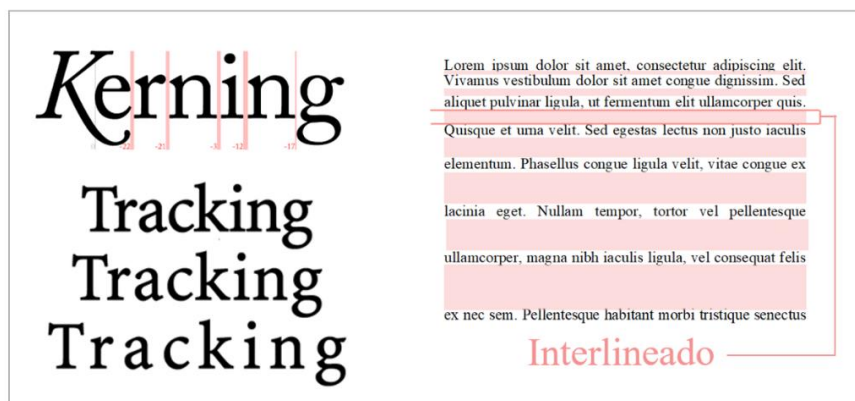 Kerning
0 -22 -21 -3 -12 -17
Tracking
Tracking
Tracking
Lorem ipsum dolor sit amet, consectetur adipiscing elit.
Vivamus vestibulum dolor sit amet congue dignissim. Sed
aliquet pulvinar ligula, ut fermentum elit ullamcorper quis.
Quisque et urna velit. Sed egestas lectus non justo iaculis
elementum. Phasellus congue ligula velit, vitae congue ex
lacinia eget. Nullam tempor, tortor vel pellentesque
ullamcorper, magna nibh iaculis ligula, vel consequat felis
ex nec sem. Pellentesque habitant morbi tristique senectus
Interlineado